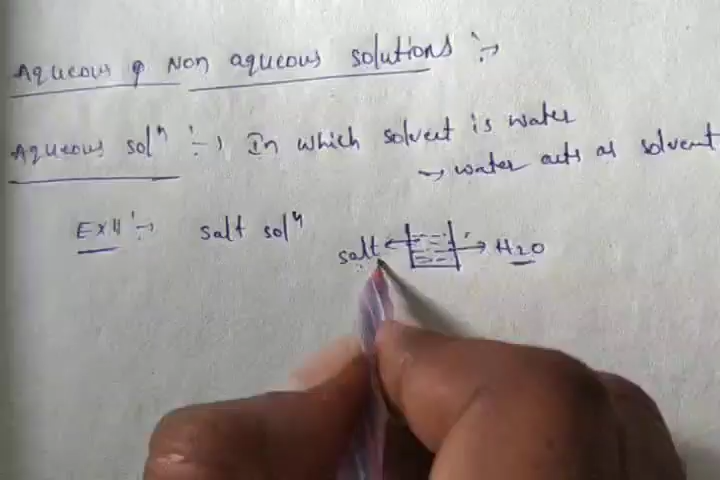 Aqueous & Non aqueous solutions :→
Aqueous solⁿ :→ In which solvent is water
→ water acts as solvent
Ex :→ salt solⁿ
salt ← → H2O